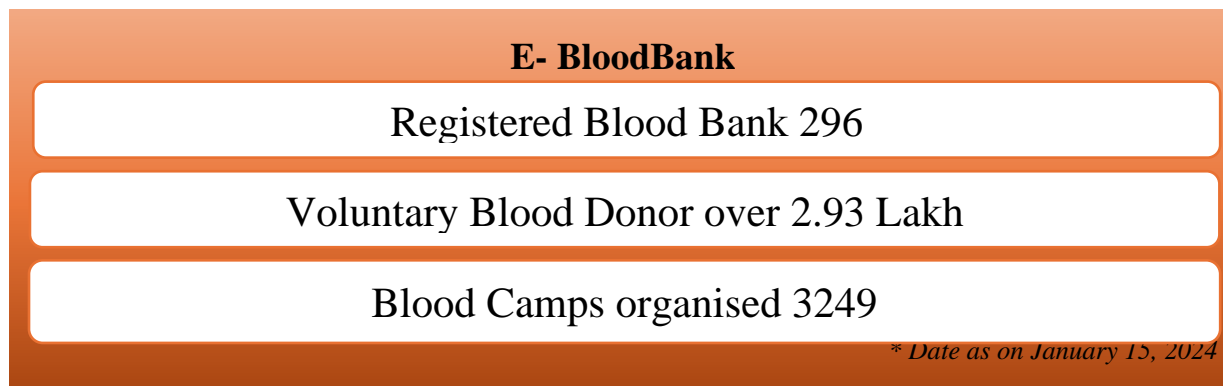 E- BloodBank
Registered Blood Bank 296
Voluntary Blood Donor over 2.93 Lakh
Blood Camps organised 3249
* Date as on January 15, 2024